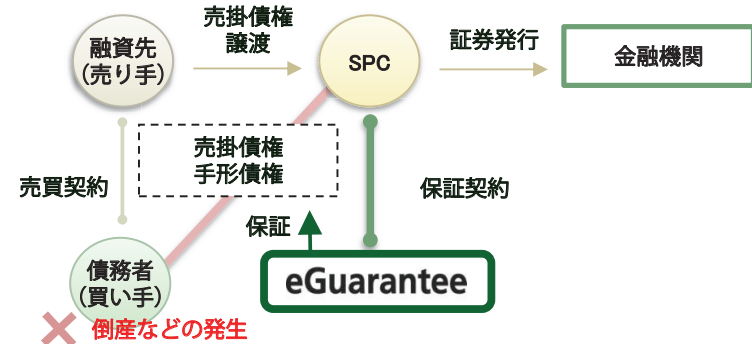 融資先
(売り手)
売掛債権
譲渡
SPC
証券発行
金融機関
売掛債権
手形債権
売買契約
保証契約
保証
債務者
(買い手)
eGuarantee
倒産などの発生